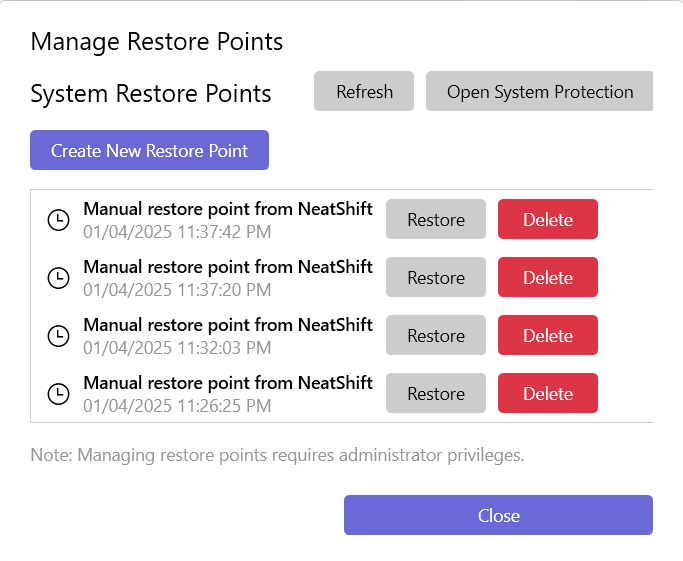 Manage Restore Points
System Restore Points
Refresh
Open System Protection
Create New Restore Point
Manual restore point from NeatShift
01/04/2025 11:37:42 PM
Restore
Delete
Manual restore point from NeatShift
01/04/2025 11:37:20 PM
Restore
Delete
Manual restore point from NeatShift
01/04/2025 11:32:03 PM
Restore
Delete
Manual restore point from NeatShift
01/04/2025 11:26:25 PM
Restore
Delete
Note: Managing restore points requires administrator privileges.
Close